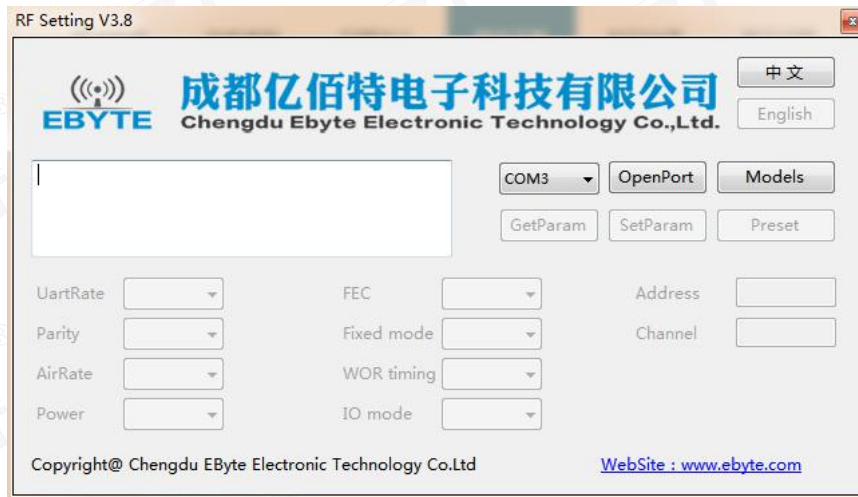 RF Setting V3.8
EBYTE
成都亿佰特电子科技有限公司
Chengdu Ebyte Electronic Technology Co.,Ltd.
中文
English
COM3 OpenPort Models
GetParam SetParam Preset
UartRate FEC Address
Parity Fixed mode Channel
AirRate WOR timing
Power IO mode
Copyright@ Chengdu EByte Electronic Technology Co.Ltd WebSite : www.ebyte.com